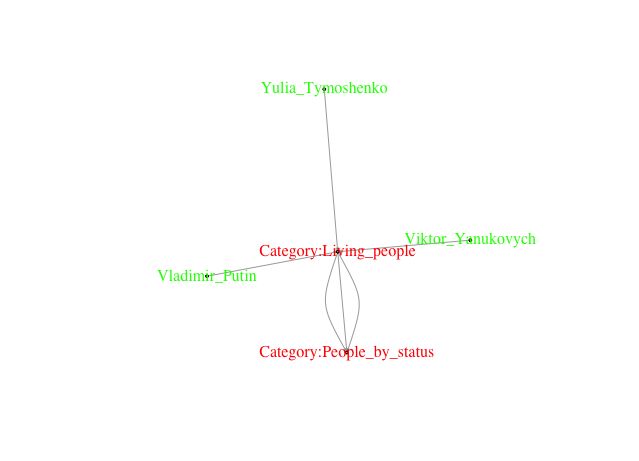 Yulia_Tymoshenko
Viktor_Yanukovych
Category:Living_people
Vladimir_Putin
Category:People_by_status